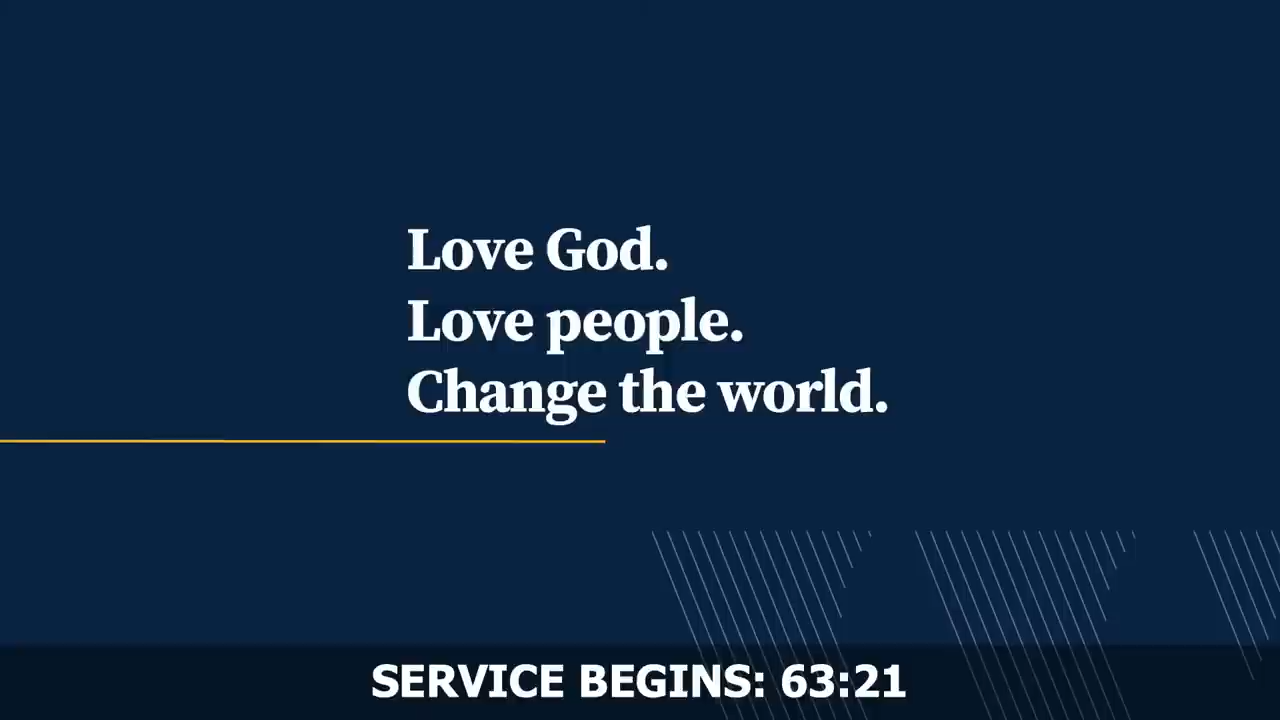 Love God.
Love people.
Change the world.
SERVICE BEGINS: 63:21